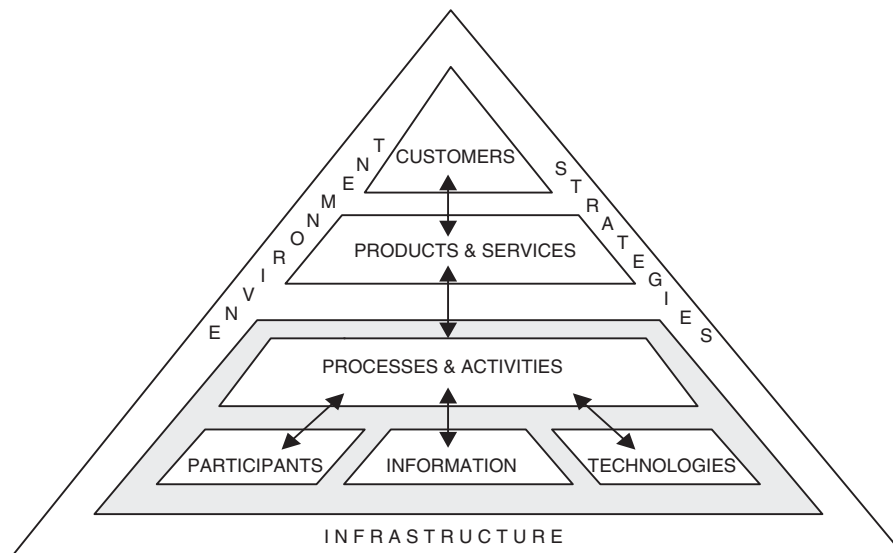 CUSTOMERS
ENVIRONMENT
STRATEGIES
PRODUCTS & SERVICES
PROCESSES & ACTIVITIES
PARTICIPANTS
INFORMATION
TECHNOLOGIES
INFRASTRUCTURE